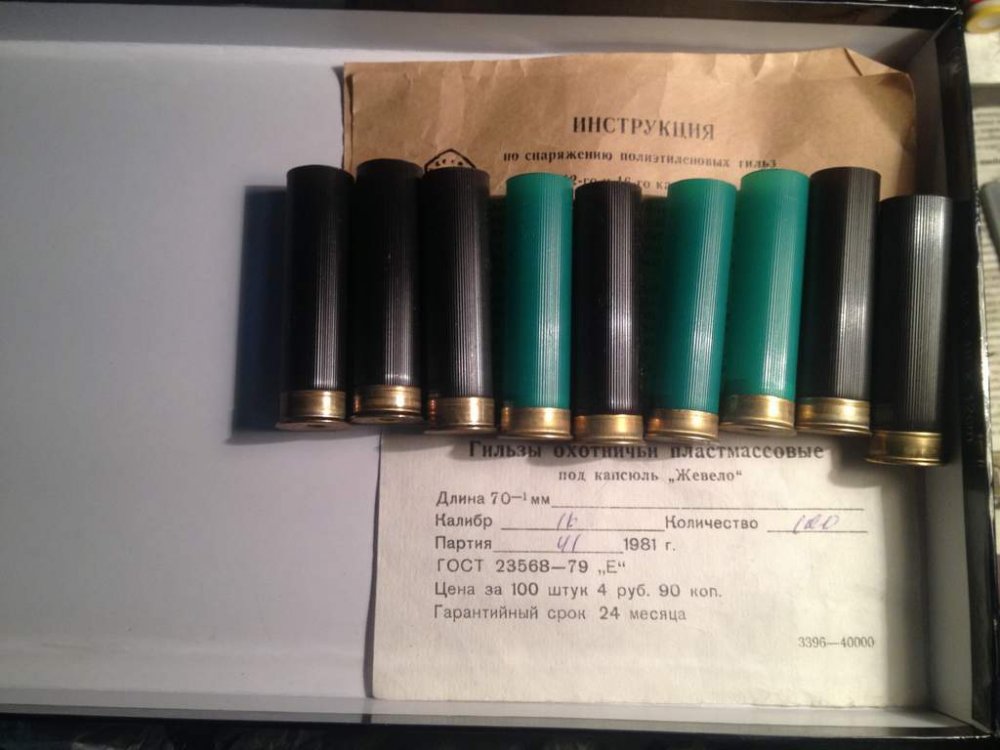 ИНСТРУКЦИЯ
по снаряжению полиэтиленовых гильз
16-го
Гильзы охотничьи пластмассовые
под капсюль „Жевело“
Длина 70–¹ мм
Калибр 16 Количество 100
Партия 41 1981 г.
ГОСТ 23568—79 „Е“
Цена за 100 штук 4 руб. 90 коп.
Гарантийный срок 24 месяца
3396—40000